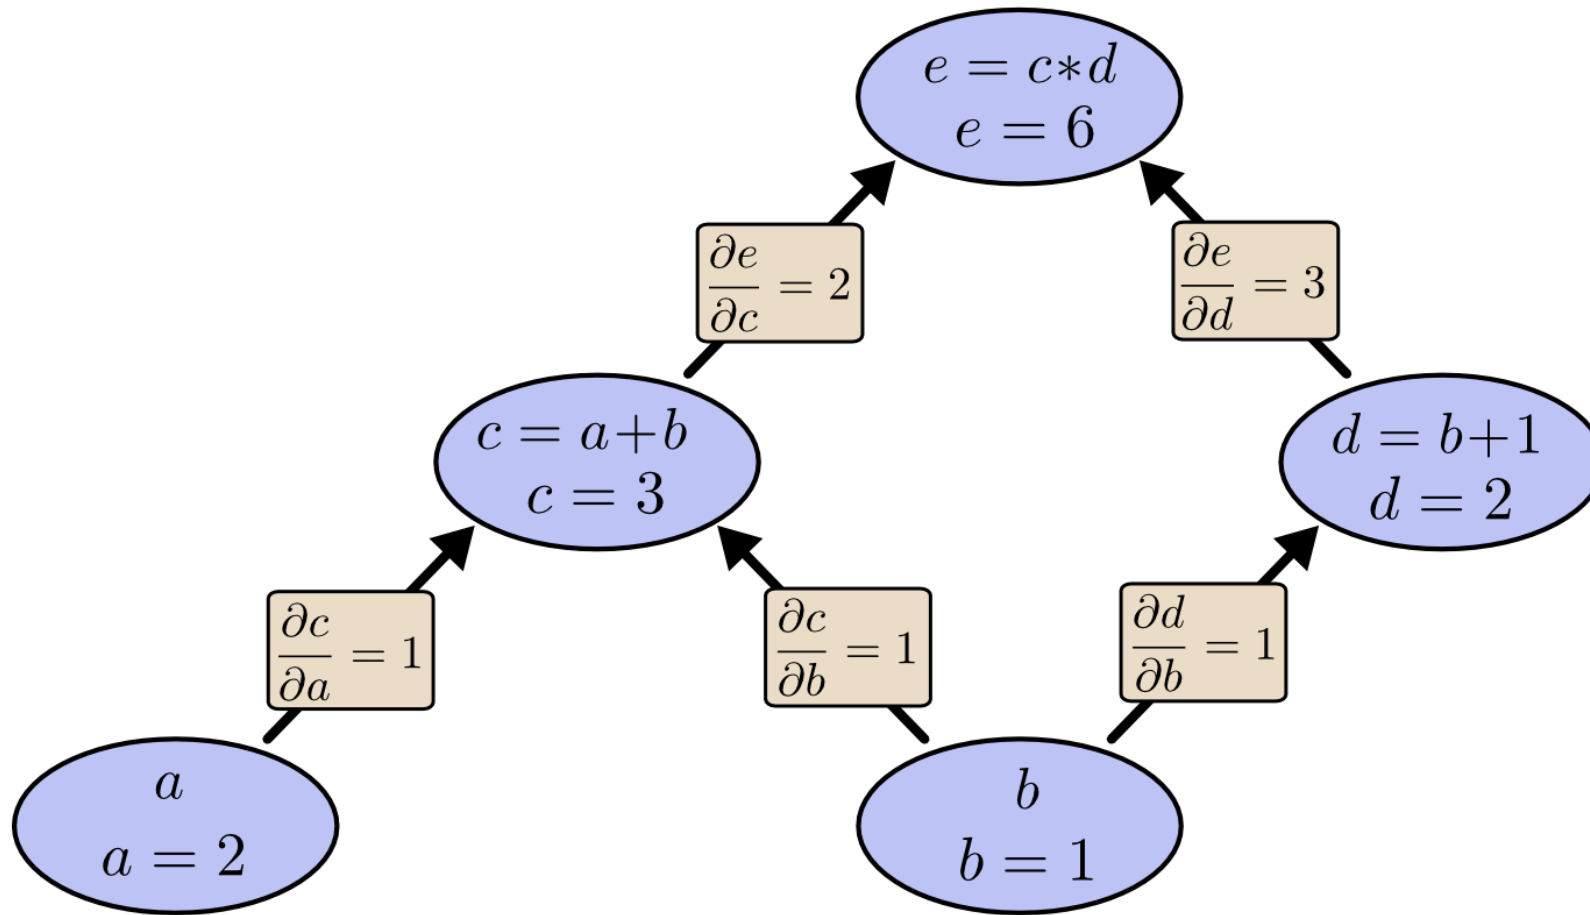 e = c*d
e = 6
∂e/∂c = 2
∂e/∂d = 3
c = a+b
c = 3
d = b+1
d = 2
∂c/∂a = 1
∂c/∂b = 1
∂d/∂b = 1
a
a = 2
b
b = 1